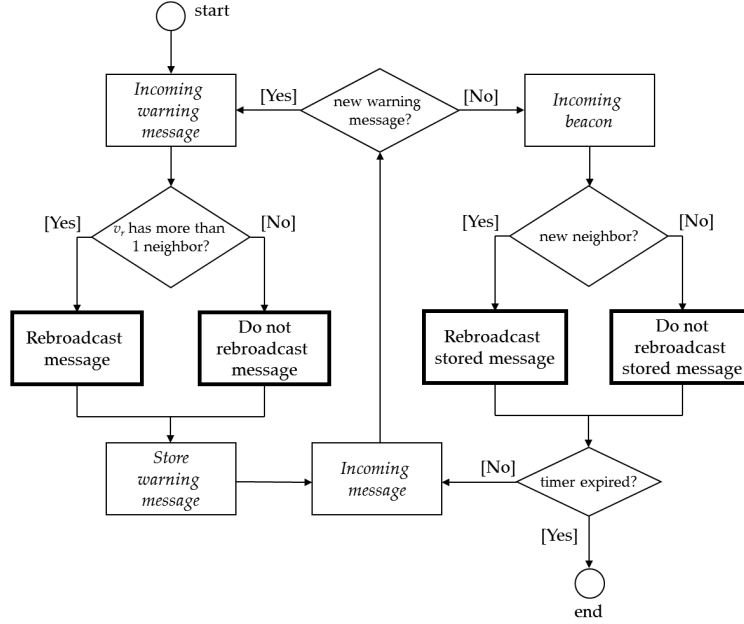 start
Incoming
warning
message
[Yes]
new warning
message?
[No]
Incoming
beacon
[Yes]
v_r has more than
1 neighbor?
[No]
[Yes]
new neighbor?
[No]
Rebroadcast
message
Do not
rebroadcast
message
Rebroadcast
stored message
Do not
rebroadcast
stored message
Store
warning
message
Incoming
message
[No]
timer expired?
[Yes]
end